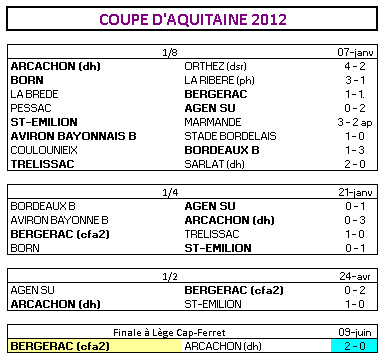 COUPE D'AQUITAINE 2012
1/8 07-janv
ARCACHON (dh) ORTHEZ (dsr) 4 - 2
BORN LA RIBERE (ph) 3 - 1
LA BREDE BERGERAC 1 - 1.
PESSAC AGEN SU 0 - 2
ST-EMILION MARMANDE 3 - 2 ap
AVIRON BAYONNAIS B STADE BORDELAIS 1 - 0
COULOUNIEIX BORDEAUX B 1 - 3
TRELISSAC SARLAT (dh) 2 - 0
1/4 21-janv
BORDEAUX B AGEN SU 0 - 1
AVIRON BAYONNE B ARCACHON (dh) 0 - 3
BERGERAC (cfa2) TRELISSAC 1 - 0
BORN ST-EMILION 0 - 1
1/2 24-avr
AGEN SU BERGERAC (cfa2) 0 - 2
ARCACHON (dh) ST-EMILION 1 - 0
Finale à Lège Cap-Ferret 09-juin
BERGERAC (cfa2) ARCACHON (dh) 2 - 0